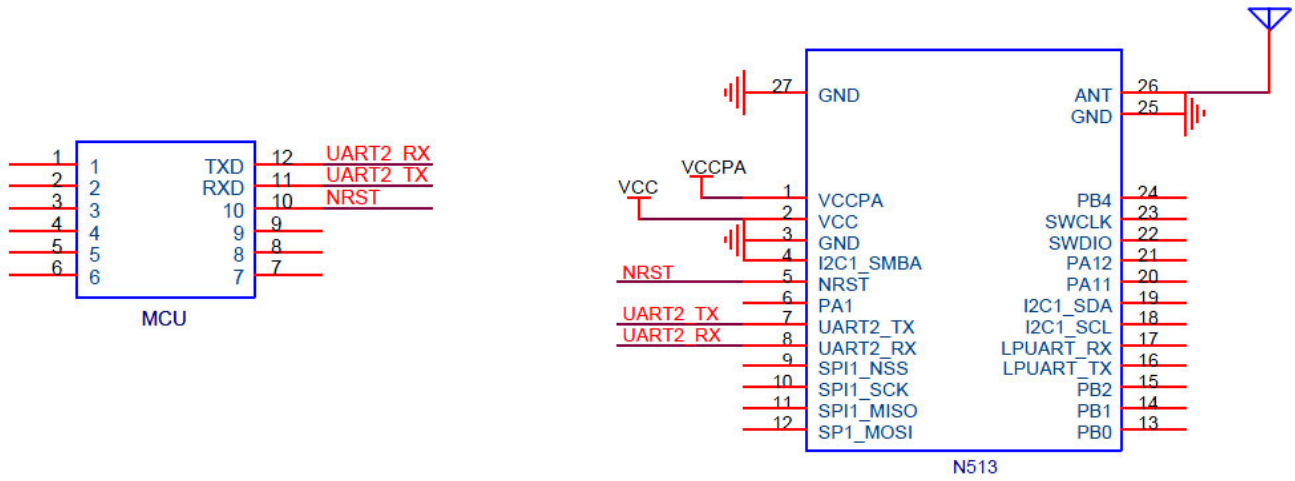 1 1 TXD 12 UART2_RX
2 2 RXD 11 UART2_TX
3 3 10 10 NRST
4 4 9 9
5 5 8 8
6 6 7 7
MCU
27 GND ANT 26
GND 25
VCCPA
VCC
1 VCCPA PB4 24
2 VCC SWCLK 23
3 GND SWDIO 22
4 I2C1_SMBA PA12 21
NRST 5 NRST PA11 20
6 PA1 I2C1_SDA 19
UART2_TX 7 UART2_TX I2C1_SCL 18
UART2_RX 8 UART2_RX LPUART_RX 17
9 SPI1_NSS LPUART_TX 16
10 SPI1_SCK PB2 15
11 SPI1_MISO PB1 14
12 SP1_MOSI PB0 13
N513